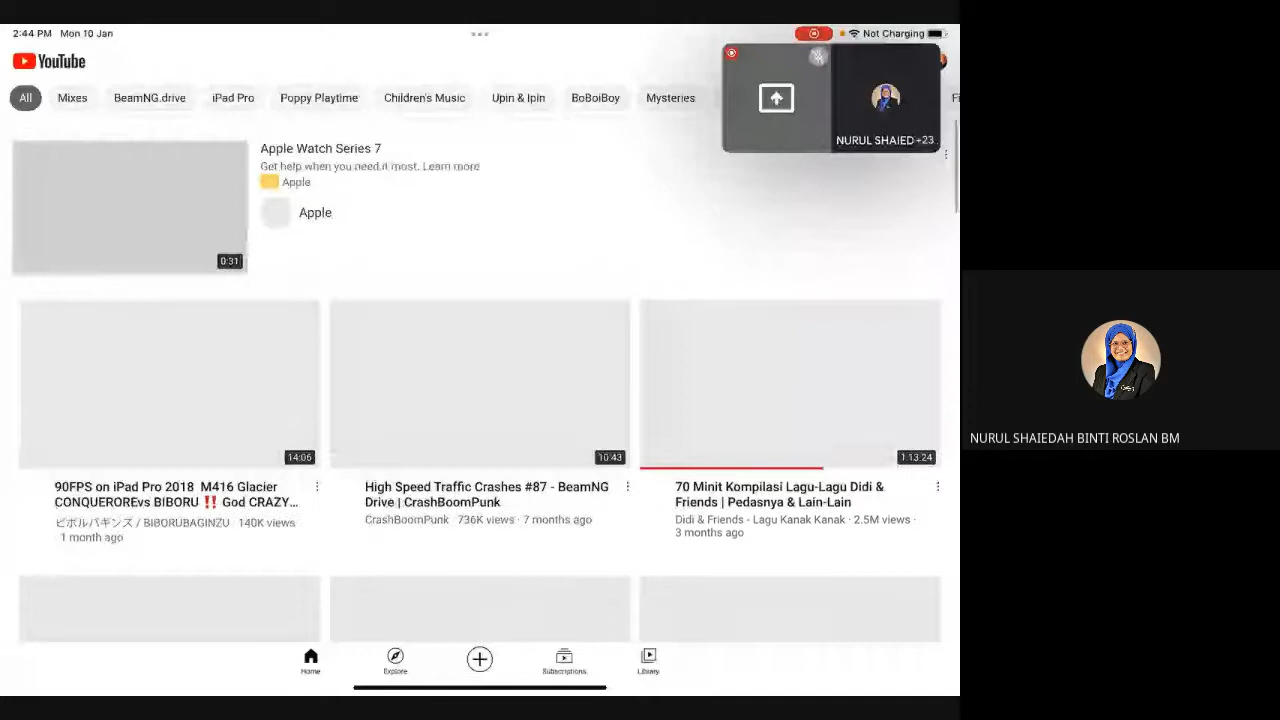 2:44 PM Mon 10 Jan
Not Charging
YouTube
All Mixes BeamNG.drive iPad Pro Poppy Playtime Children's Music Upin & Ipin BoBoiBoy Mysteries
NURUL SHAIED +23
Apple Watch Series 7
Get help when you need it most. Learn more
Apple
Apple
0:31
14:06
10:43
1:13:24
90FPS on iPad Pro 2018 M416 Glacier
CONQUEROREvs BIBORU ‼️ God CRAZY...
ビボルバギンズ / BIBORUBAGINZU · 140K views
· 1 month ago
High Speed Traffic Crashes #87 - BeamNG
Drive | CrashBoomPunk
CrashBoomPunk · 736K views · 7 months ago
70 Minit Kompilasi Lagu-Lagu Didi &
Friends | Pedasnya & Lain-Lain
Didi & Friends - Lagu Kanak Kanak · 2.5M views ·
3 months ago
Home Explore Subscriptions Library
NURUL SHAIEDAH BINTI ROSLAN BM